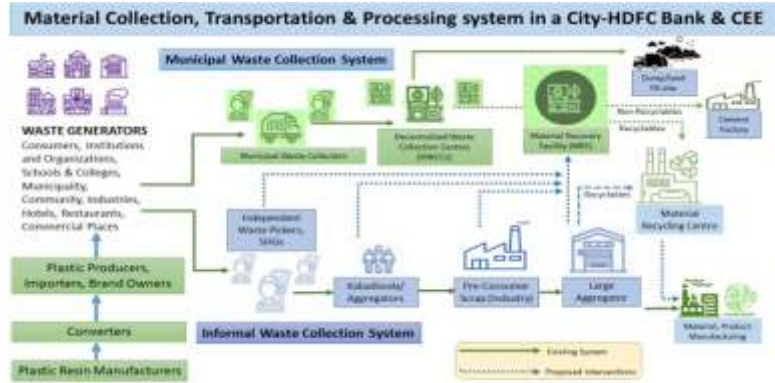 Material Collection, Transportation & Processing system in a City-HDFC Bank & CEE
Municipal Waste Collection System
WASTE GENERATORS
Consumers, Institutions
and Organizations,
Schools & Colleges,
Municipality,
Community, Industries,
Hotels, Restaurants,
Commercial Places
Municipal Waste Collectors
Decentralized Waste
Collection Centres
Material Recovery
Facility (MRF)
Non-Recyclables
Recyclables
Cement
Factory
Independent
Waste Pickers,
SHGs
Recyclables
Material
Recycling Centre
Plastic Producers,
Importers, Brand Owners
Kabadiwala/
Aggregators
Pre-Consumer
Scrap (Industry)
Large
Aggregator
Converters
Informal Waste Collection System
Material, Product
Manufacturing
Plastic Resin Manufacturers
Existing System
Proposed Interventions